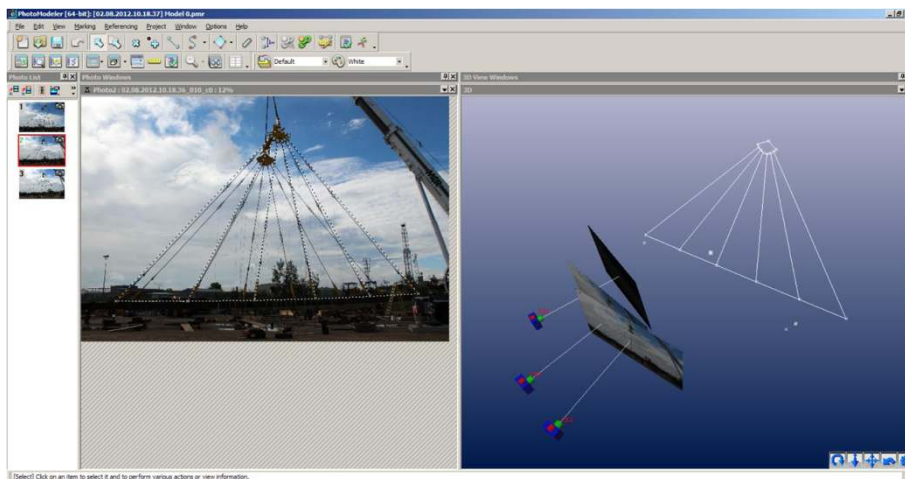 PhotoModeler [64-bit]: [02.08.2012.10.18.37] Model 0.pmr
File Edit View Marking Referencing Project Window Options Help
Default White
Photo List Photo Windows 3D View Windows
Photo2 : 02.08.2012.10.18.36_010_c0 : 12% 3D
1
3
[Select] Click on an item to select it and to perform various actions or view information.